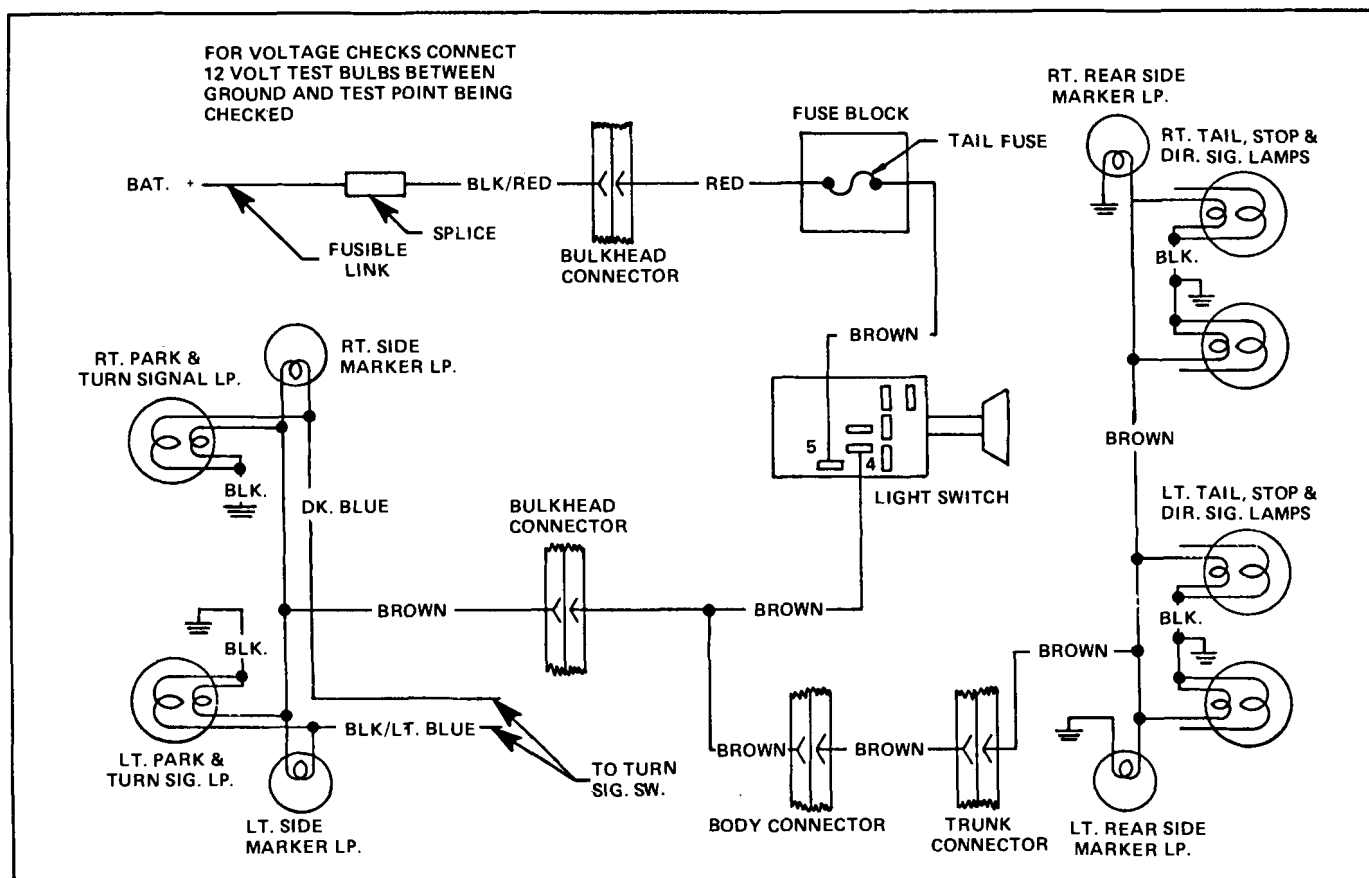 FOR VOLTAGE CHECKS CONNECT
12 VOLT TEST BULBS BETWEEN
GROUND AND TEST POINT BEING
CHECKED
BAT. +
FUSIBLE
LINK
SPLICE
BLK/RED
BULKHEAD
CONNECTOR
RED
FUSE BLOCK
TAIL FUSE
BROWN
5
4
LIGHT SWITCH
RT. REAR SIDE
MARKER LP.
RT. TAIL, STOP &
DIR. SIG. LAMPS
BLK.
BROWN
LT. TAIL, STOP &
DIR. SIG. LAMPS
BLK.
RT. PARK &
TURN SIGNAL LP.
RT. SIDE
MARKER LP.
BLK.
DK. BLUE
BULKHEAD
CONNECTOR
BROWN
BROWN
BLK.
BLK/LT. BLUE
LT. PARK &
TURN SIG. LP.
LT. SIDE
MARKER LP.
TO TURN
SIG. SW.
BROWN
BROWN
BROWN
BODY CONNECTOR
TRUNK
CONNECTOR
LT. REAR SIDE
MARKER LP.